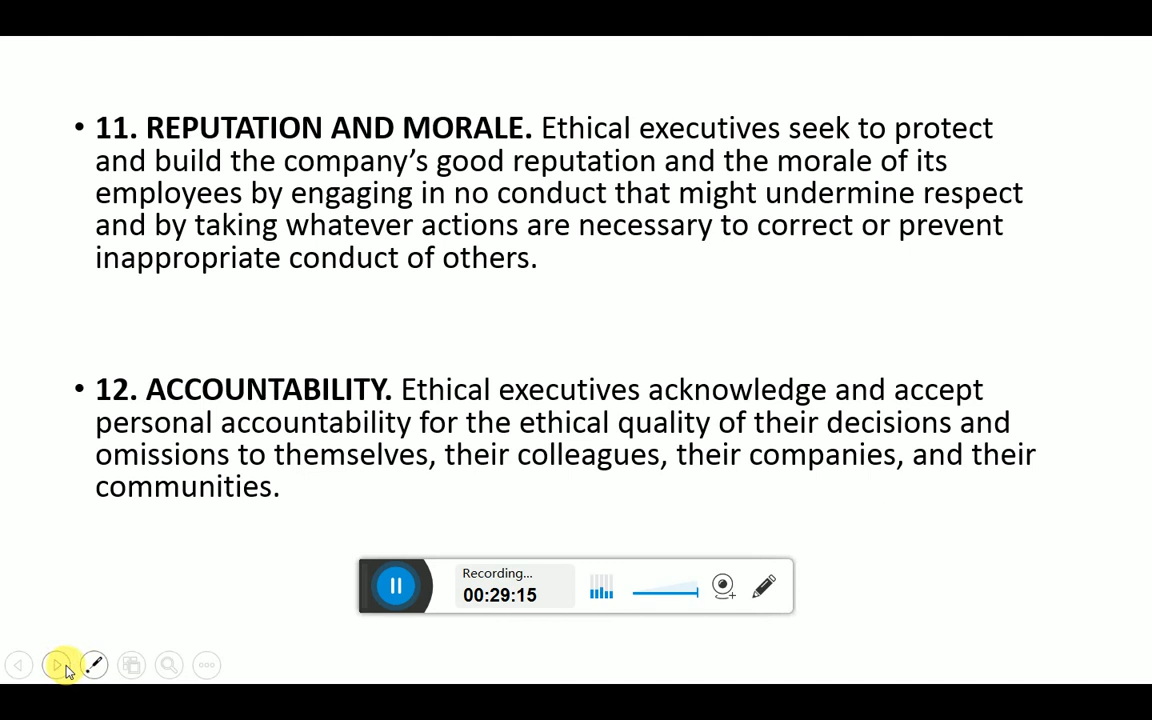 • 11. REPUTATION AND MORALE. Ethical executives seek to protect
and build the company’s good reputation and the morale of its
employees by engaging in no conduct that might undermine respect
and by taking whatever actions are necessary to correct or prevent
inappropriate conduct of others.
• 12. ACCOUNTABILITY. Ethical executives acknowledge and accept
personal accountability for the ethical quality of their decisions and
omissions to themselves, their colleagues, their companies, and their
communities.
Recording...
00:29:15